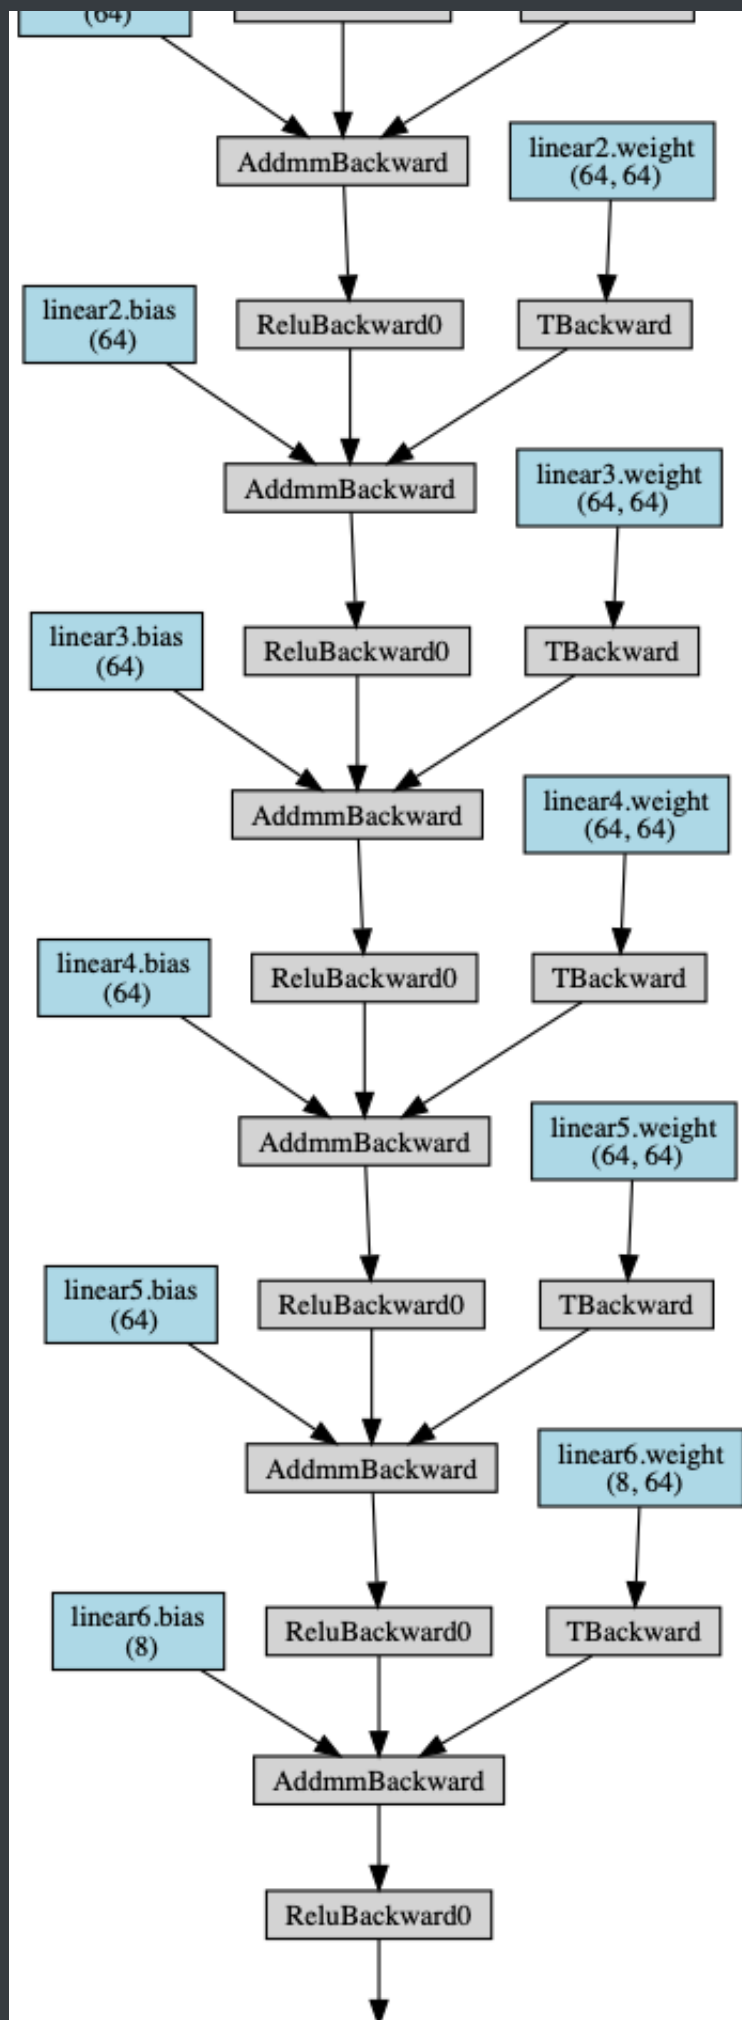 (64)
AddmmBackward
linear2.weight
(64, 64)
linear2.bias
(64)
ReluBackward0
TBackward
AddmmBackward
linear3.weight
(64, 64)
linear3.bias
(64)
ReluBackward0
TBackward
AddmmBackward
linear4.weight
(64, 64)
linear4.bias
(64)
ReluBackward0
TBackward
AddmmBackward
linear5.weight
(64, 64)
linear5.bias
(64)
ReluBackward0
TBackward
AddmmBackward
linear6.weight
(8, 64)
linear6.bias
(8)
ReluBackward0
TBackward
AddmmBackward
ReluBackward0